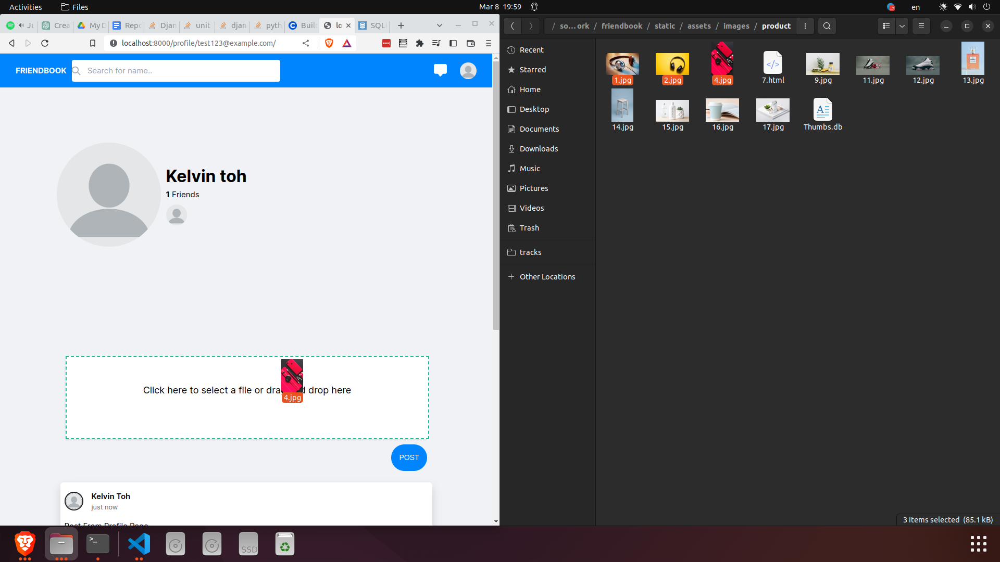 Activities
Files
Mar 8 19:59
en
Ju
Crea
My D
Repo
Djan
unit
djan
pyth
Build
lo
SQL
localhost:8000/profile/test123@example.com/
FRIENDBOOK
Search for name..
Kelvin toh
1 Friends
4.jpg
POST
Kelvin Toh
just now
Post From Profile Page
/ so...ork / friendbook / static / assets / images / product
Recent
Starred
Home
Desktop
Documents
Downloads
Music
Pictures
Videos
Trash
tracks
Other Locations
1.jpg
2.jpg
4.jpg
7.html
9.jpg
11.jpg
12.jpg
13.jpg
14.jpg
15.jpg
16.jpg
17.jpg
Thumbs.db
Click here to select a file or dra d drop here
3 items selected (85.1 kB)
SSD